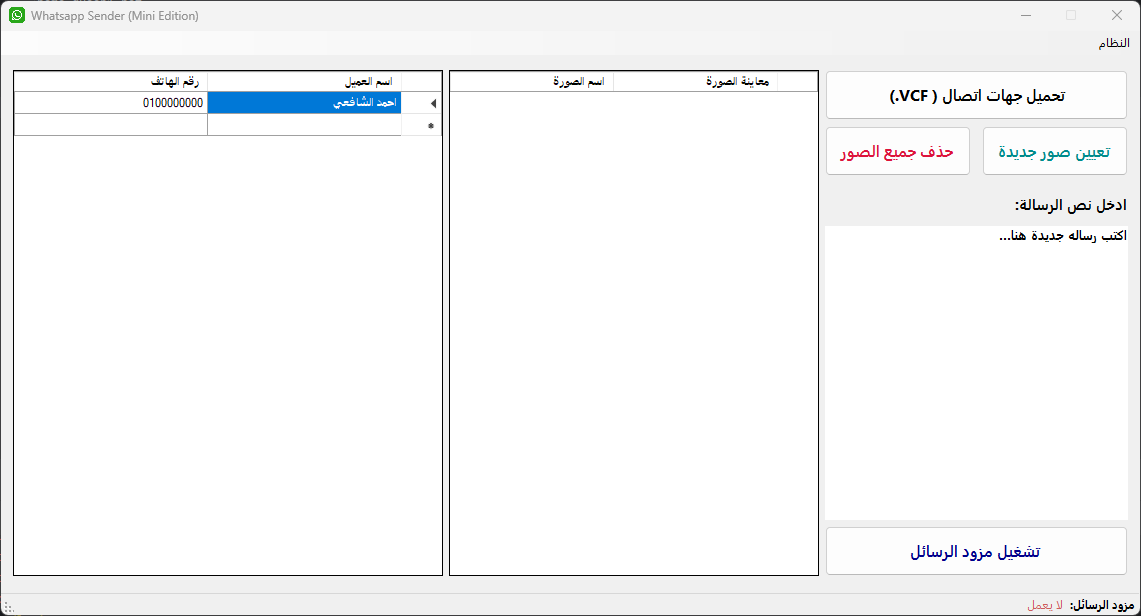 Whatsapp Sender (Mini Edition)
النظام
تحميل جهات اتصال ( VCF.)
تعيين صور جديدة
حذف جميع الصور
ادخل نص الرسالة:
اكتب رساله جديدة هنا...
تشغيل مزود الرسائل
معاينة الصورة
اسم الصورة
اسم العميل
رقم الهاتف
احمد الشافعي
0100000000
مزود الرسائل: لا يعمل